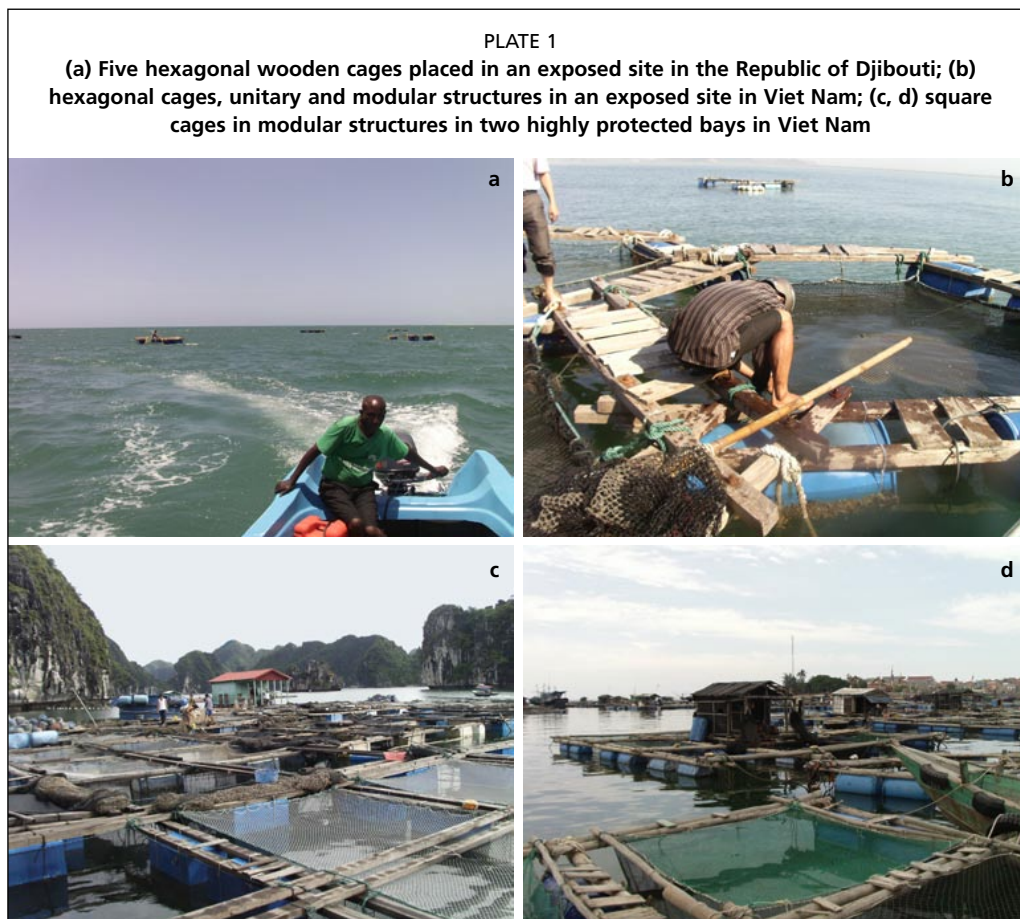 PLATE 1
(a) Five hexagonal wooden cages placed in an exposed site in the Republic of Djibouti; (b)
hexagonal cages, unitary and modular structures in an exposed site in Viet Nam; (c, d) square
cages in modular structures in two highly protected bays in Viet Nam
a
b
c
d